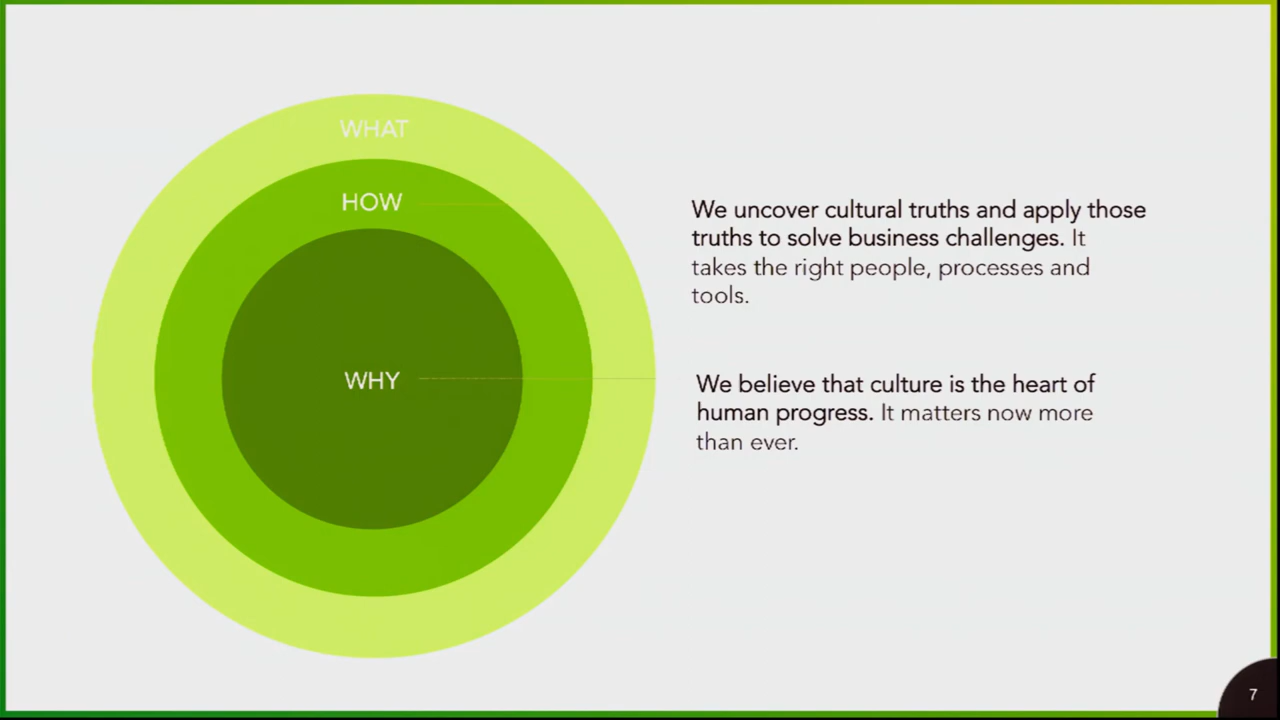 WHAT
HOW
WHY
We uncover cultural truths and apply those
truths to solve business challenges. It
takes the right people, processes and
tools.
We believe that culture is the heart of
human progress. It matters now more
than ever.
7